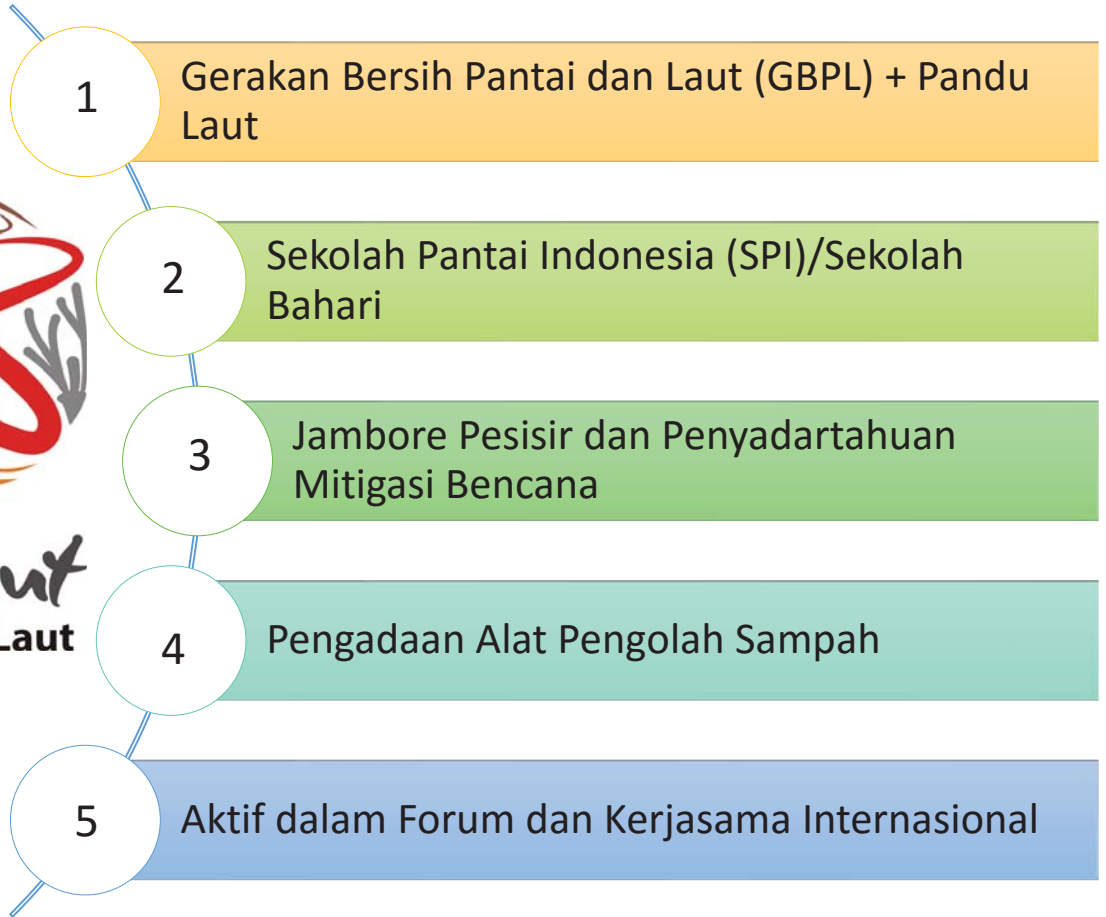 1
Gerakan Bersih Pantai dan Laut (GBPL) + Pandu
Laut
2
Sekolah Pantai Indonesia (SPI)/Sekolah
Bahari
3
Jambore Pesisir dan Penyadartahuan
Mitigasi Bencana
Laut
4
Pengadaan Alat Pengolah Sampah
5
Aktif dalam Forum dan Kerjasama Internasional